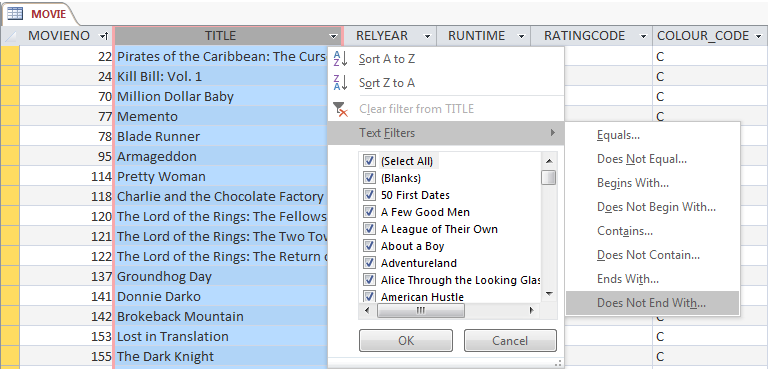 MOVIE
MOVIENO TITLE RELYEAR RUNTIME RATINGCODE COLOUR_CODE
22 Pirates of the Caribbean: The Curs C
24 Kill Bill: Vol. 1 C
70 Million Dollar Baby C
77 Memento C
78 Blade Runner
95 Armageddon
114 Pretty Woman
118 Charlie and the Chocolate Factory
120 The Lord of the Rings: The Fellows
121 The Lord of the Rings: The Two Tow
122 The Lord of the Rings: The Return o
137 Groundhog Day
141 Donnie Darko
142 Brokeback Mountain C
153 Lost in Translation C
155 The Dark Knight C
Sort A to Z
Sort Z to A
Clear filter from TITLE
Text Filters
(Select All)
(Blanks)
50 First Dates
A Few Good Men
A League of Their Own
About a Boy
Adventureland
Alice Through the Looking Glas
American Hustle
OK Cancel
Equals...
Does Not Equal...
Begins With...
Does Not Begin With...
Contains...
Does Not Contain...
Ends With...
Does Not End With...